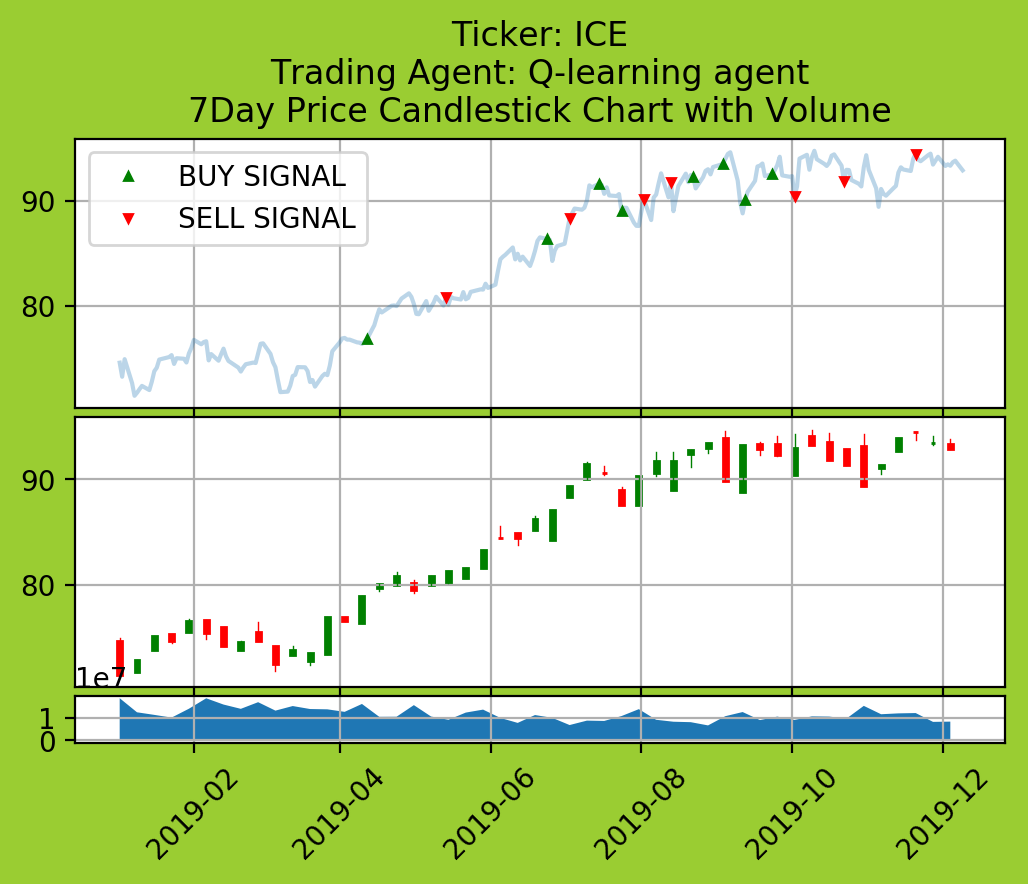 Ticker: ICE
Trading Agent: Q-learning agent
7Day Price Candlestick Chart with Volume
BUY SIGNAL
SELL SIGNAL
90
80
90
80
1e7
1
0
2019-02
2019-04
2019-06
2019-08
2019-10
2019-12